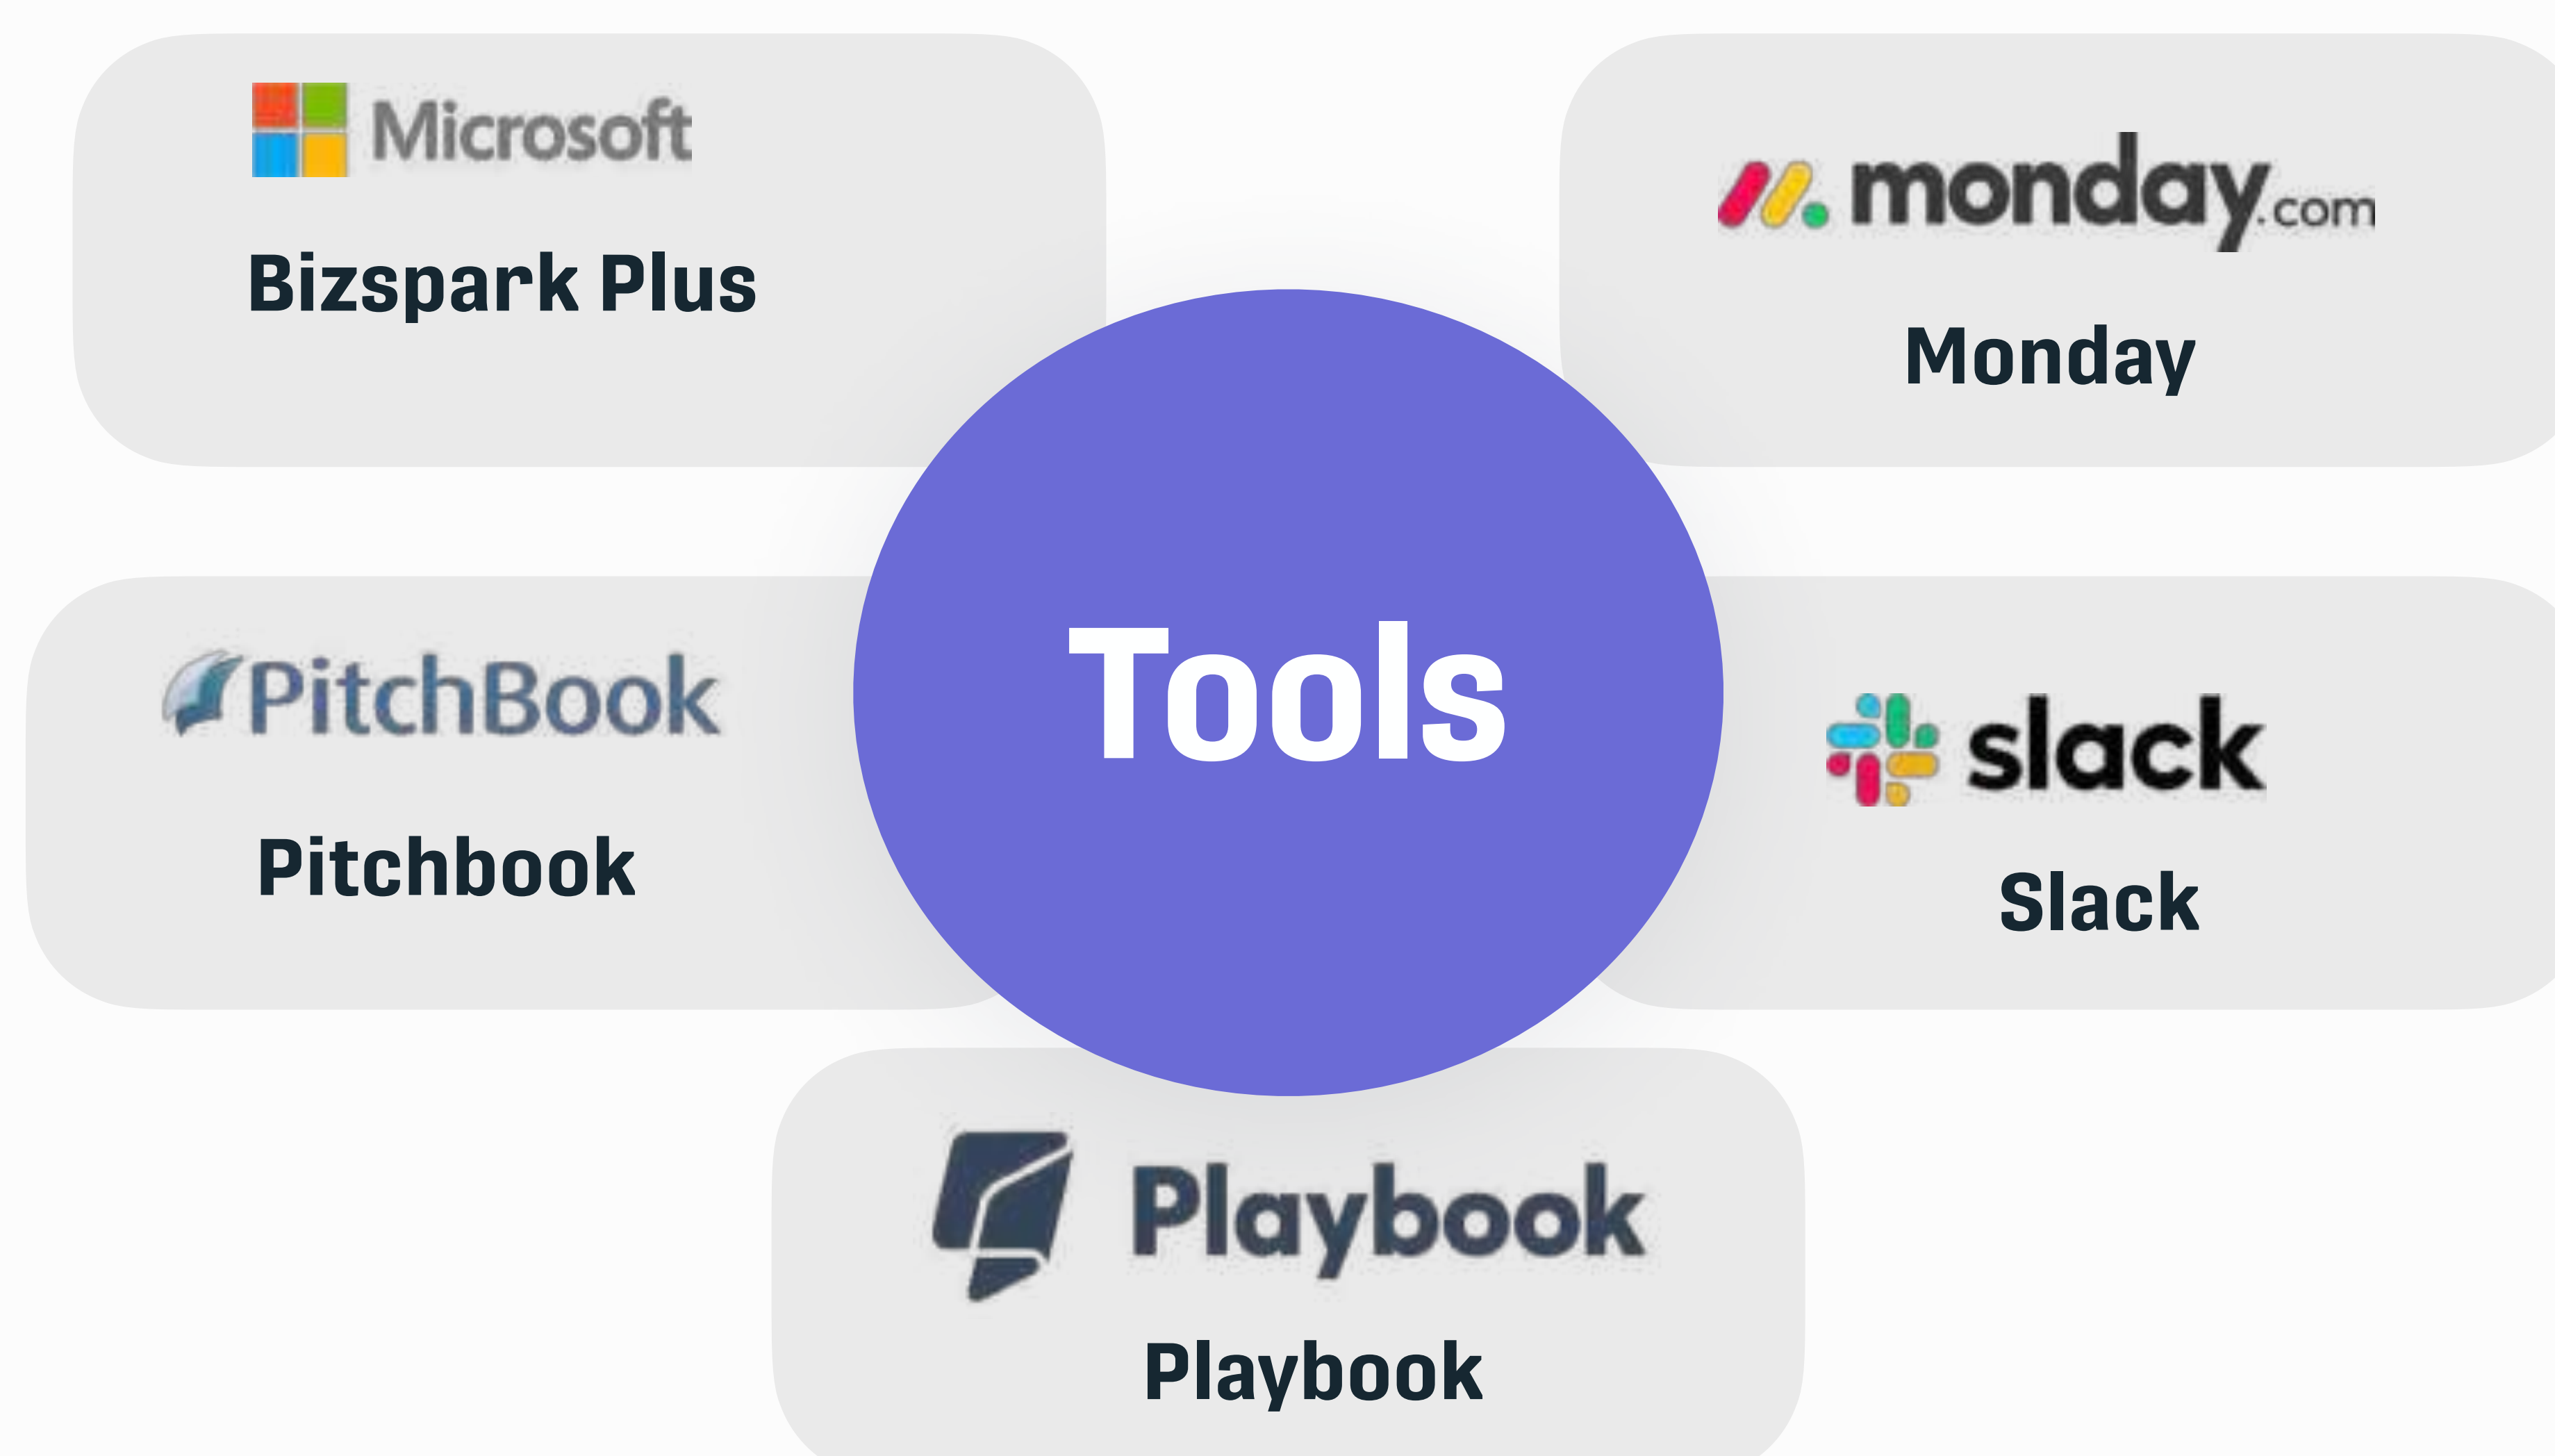 Microsoft
Bizspark Plus
monday.com
Monday
PitchBook
Pitchbook
Tools
slack
Slack
Playbook
Playbook